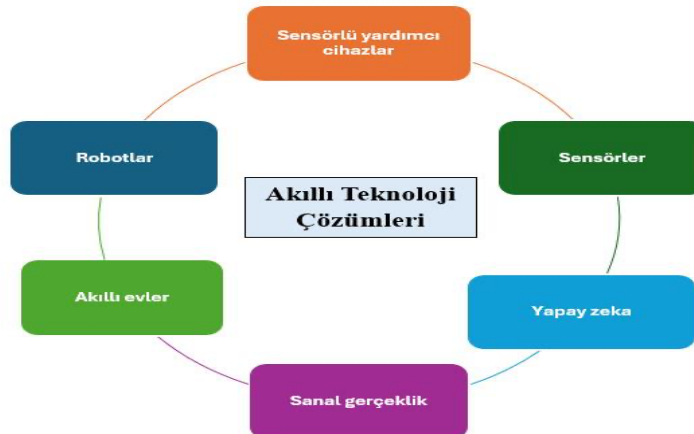 Sensörlü yardımcı
cihazlar
Robotlar
Sensörler
Akıllı Teknoloji
Çözümleri
Akıllı evler
Yapay zeka
Sanal gerçeklik